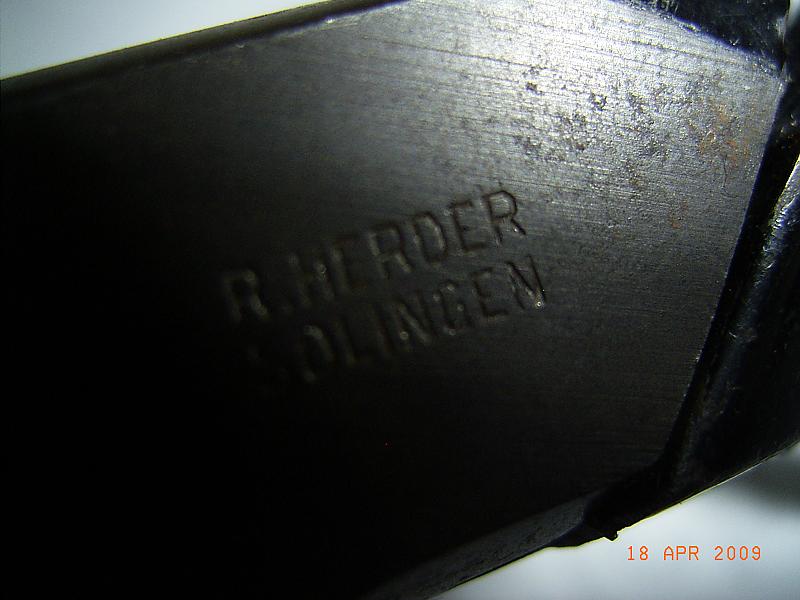 R. HERDER
SOLINGEN
18 APR 2009